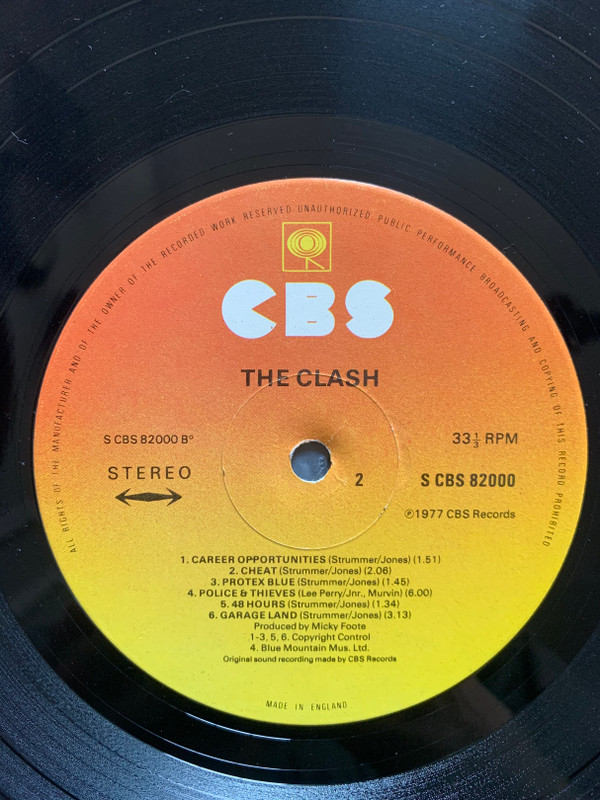 ALL RIGHTS OF THE MANUFACTURER AND OF THE OWNER OF THE RECORDED WORK RESERVED UNAUTHORIZED PUBLIC PERFORMANCE BROADCASTING AND COPYING OF THIS RECORD PROHIBITED
CBS
THE CLASH
S CBS 82000 B°
33⅓ RPM
STEREO
2
S CBS 82000
℗1977 CBS Records
1. CAREER OPPORTUNITIES (Strummer/Jones) (1.51)
2. CHEAT (Strummer/Jones) (2.06)
3. PROTEX BLUE (Strummer/Jones) (1.45)
4. POLICE & THIEVES (Lee Perry/Jnr., Murvin) (6.00)
5. 48 HOURS (Strummer/Jones) (1.34)
6. GARAGE LAND (Strummer/Jones) (3.13)
Produced by Micky Foote
1-3, 5, 6. Copyright Control
4. Blue Mountain Mus. Ltd.
Original sound recording made by CBS Records
MADE IN ENGLAND